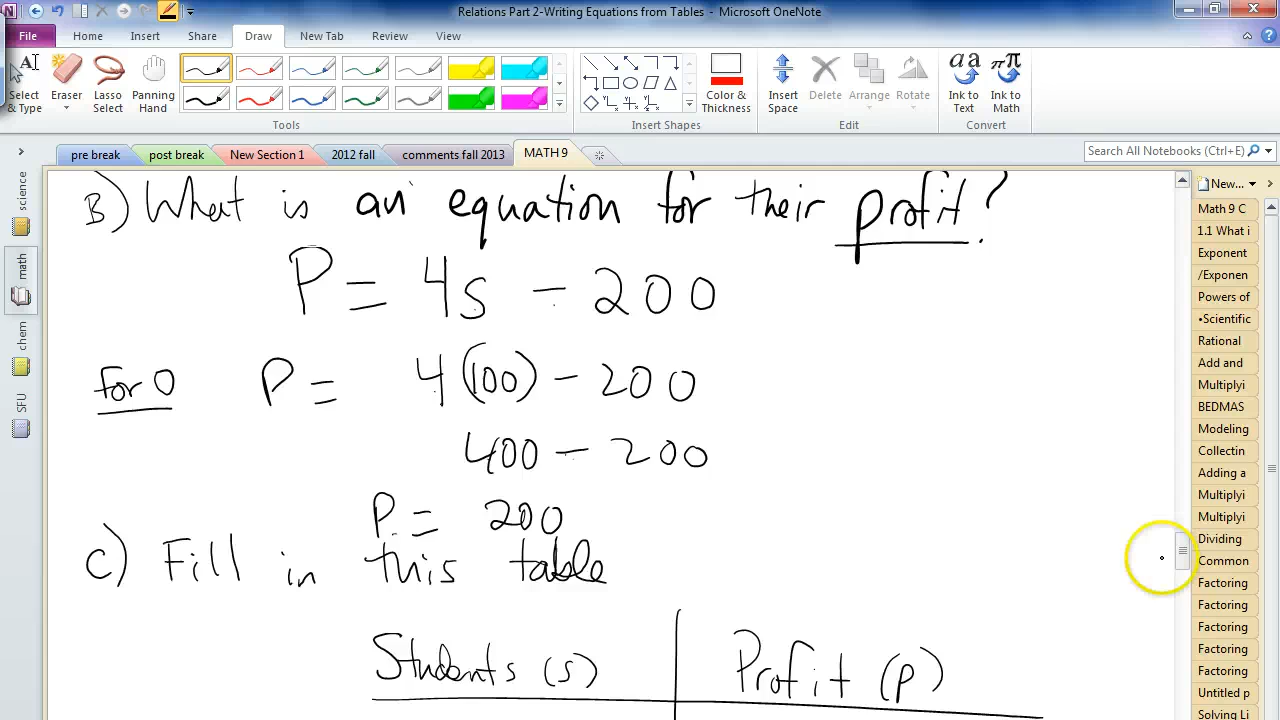 Relations Part 2-Writing Equations from Tables - Microsoft OneNote
File Home Insert Share Draw New Tab Review View
Select & Type
Eraser
Lasso Select
Panning Hand
Color & Thickness
Insert Space
Delete
Arrange
Rotate
Ink to Text
Ink to Math
Tools
Insert Shapes
Edit
Convert
pre break
post break
New Section 1
2012 fall
comments fall 2013
MATH 9
Search All Notebooks (Ctrl+E)
science
math
chem
SFU
B) What is an equation for their profit?
P = 4s - 200
For 0 P = 4(100) - 200
400 - 200
P = 200
C) Fill in this table
Students (s) Profit (p)
New...
Math 9 C
1.1 What i
Exponent
/Exponen
Powers of
•Scientific
Rational
Add and
Multiplyi
BEDMAS
Modeling
Collectin
Adding a
Multiplyi
Multiplyi
Dividing
Common
Factoring
Factoring
Factoring
Factoring
Factoring
Untitled p
Solving Li